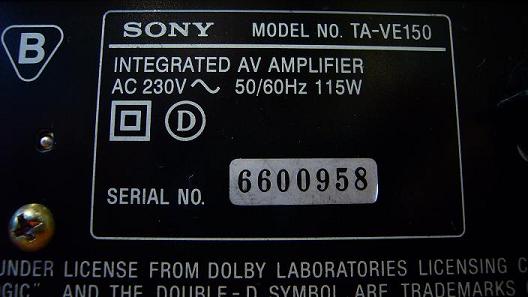 B
SONY MODEL NO. TA-VE150
INTEGRATED AV AMPLIFIER
AC 230V ~ 50/60Hz 115W
D
SERIAL NO. 6600958
UNDER LICENSE FROM DOLBY LABORATORIES LICENSING
AND THE DOUBLE-D SYMBOL ARE TRADEMARKS